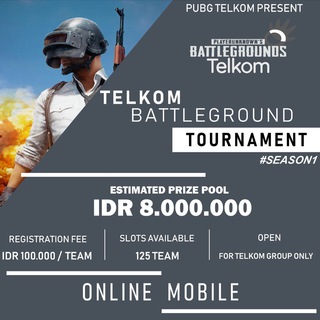 PUBG TELKOM PRESENT
PLAYERUNKNOWN'S
BATTLEGROUNDS
Telkom
TELKOM
BATTLEGROUND
TOURNAMENT
#SEASON1
ESTIMATED PRIZE POOL
IDR 8.000.000
REGISTRATION FEE
IDR 100.000 / TEAM
SLOTS AVAILABLE
125 TEAM
OPEN
FOR TELKOM GROUP ONLY
ONLINE MOBILE